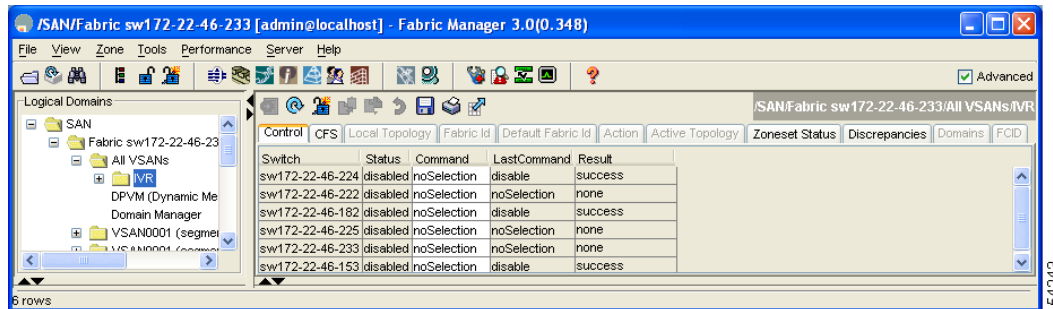 /SAN/Fabric sw172-22-46-233 [admin@localhost] - Fabric Manager 3.0(0.348)
File View Zone Tools Performance Server Help
Advanced
Logical Domains
/SAN/Fabric sw172-22-46-233/All VSANs/IVR
SAN
Fabric sw172-22-46-23
All VSANs
IVR
DPVM (Dynamic Me
Domain Manager
VSAN0001 (segmen
Control CFS Local Topology Fabric Id Default Fabric Id Action Active Topology Zoneset Status Discrepancies Domains FCID
Switch Status Command LastCommand Result
sw172-22-46-224 disabled noSelection disable success
sw172-22-46-222 disabled noSelection noSelection none
sw172-22-46-182 disabled noSelection disable success
sw172-22-46-225 disabled noSelection noSelection none
sw172-22-46-233 disabled noSelection noSelection none
sw172-22-46-153 disabled noSelection disable success
6 rows